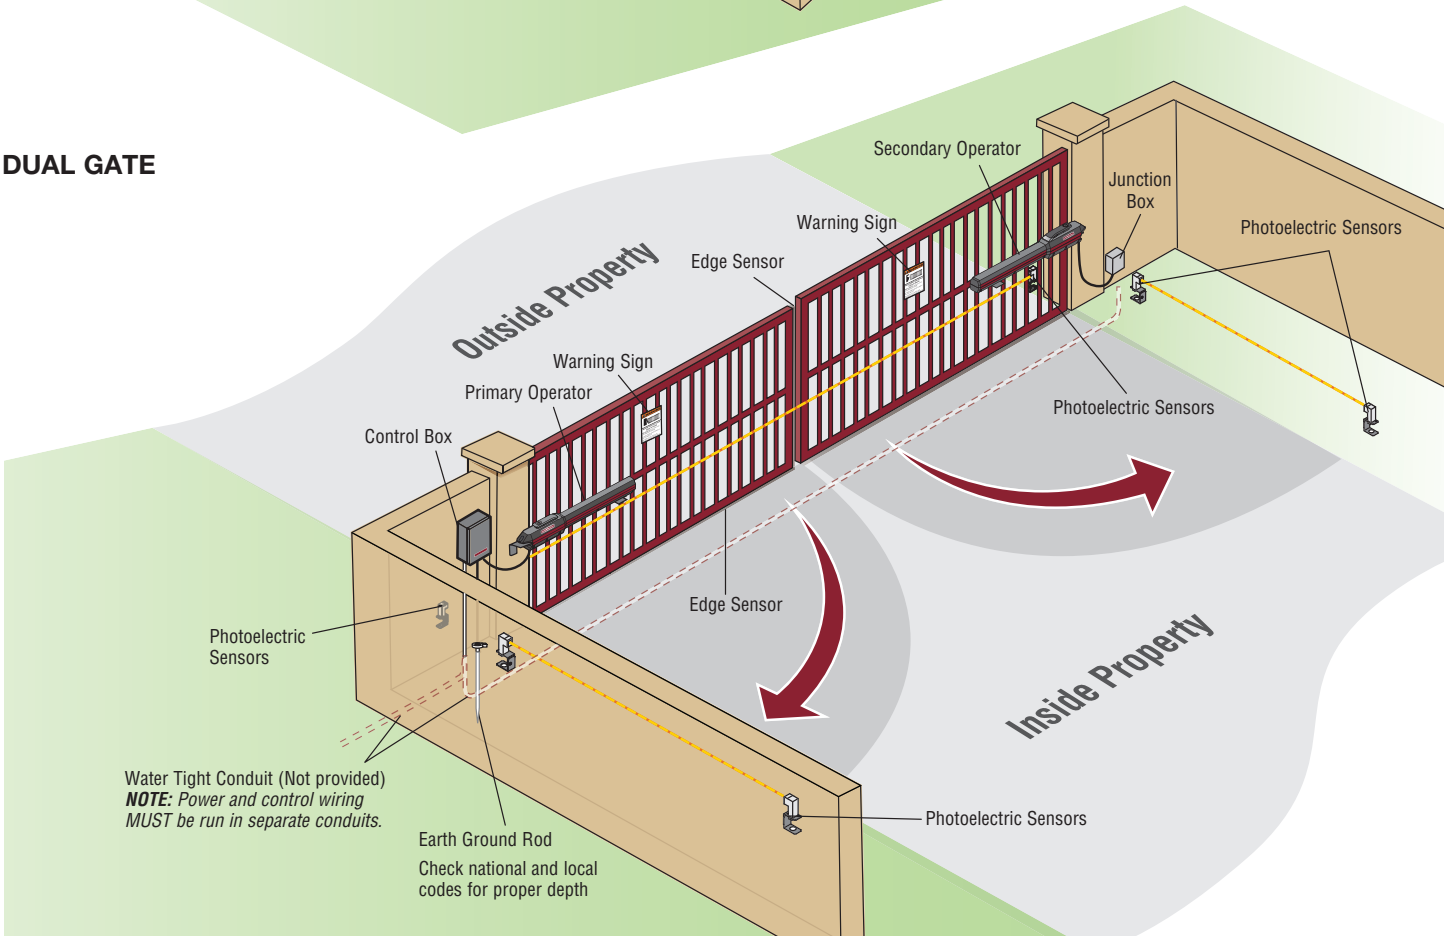 DUAL GATE
Secondary Operator
Junction
Box
Warning Sign
Photoelectric Sensors
Edge Sensor
Outside Property
Warning Sign
Primary Operator
Photoelectric Sensors
Control Box
Edge Sensor
Photoelectric
Sensors
Inside Property
Water Tight Conduit (Not provided)
NOTE: Power and control wiring
MUST be run in separate conduits.
Photoelectric Sensors
Earth Ground Rod
Check national and local
codes for proper depth